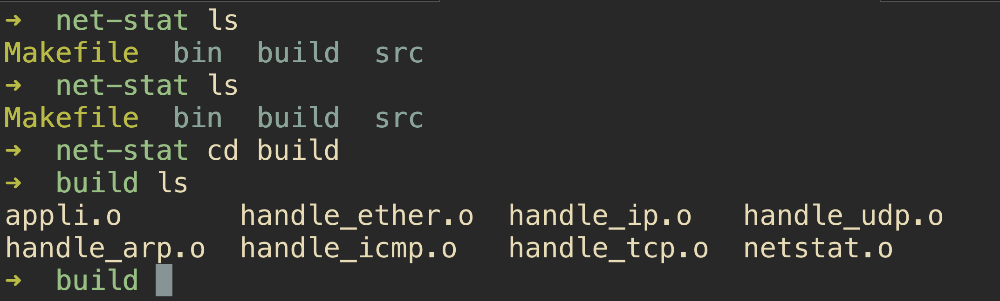 ➜  net-stat ls
Makefile  bin  build  src
➜  net-stat ls
Makefile  bin  build  src
➜  net-stat cd build
➜  build ls
appli.o       handle_ether.o  handle_ip.o   handle_udp.o
handle_arp.o  handle_icmp.o   handle_tcp.o  netstat.o
➜  build